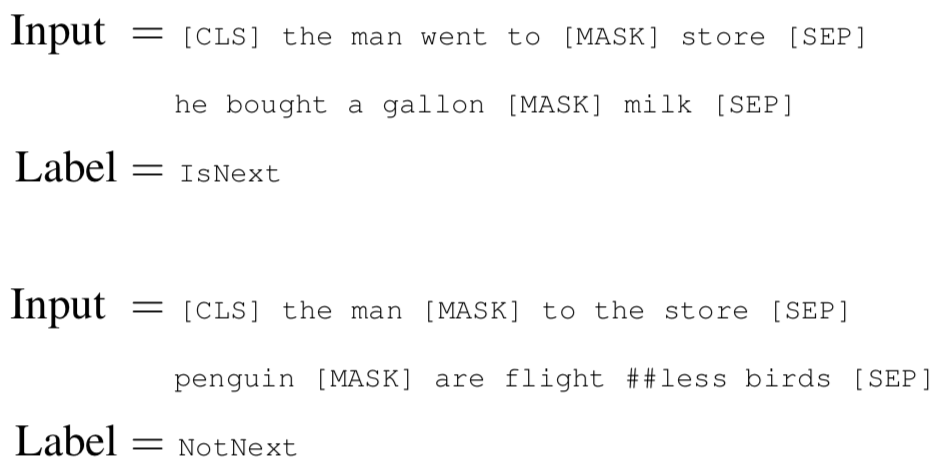 Input = [CLS] the man went to [MASK] store [SEP]
he bought a gallon [MASK] milk [SEP]
Label = IsNext
Input = [CLS] the man [MASK] to the store [SEP]
penguin [MASK] are flight ##less birds [SEP]
Label = NotNext